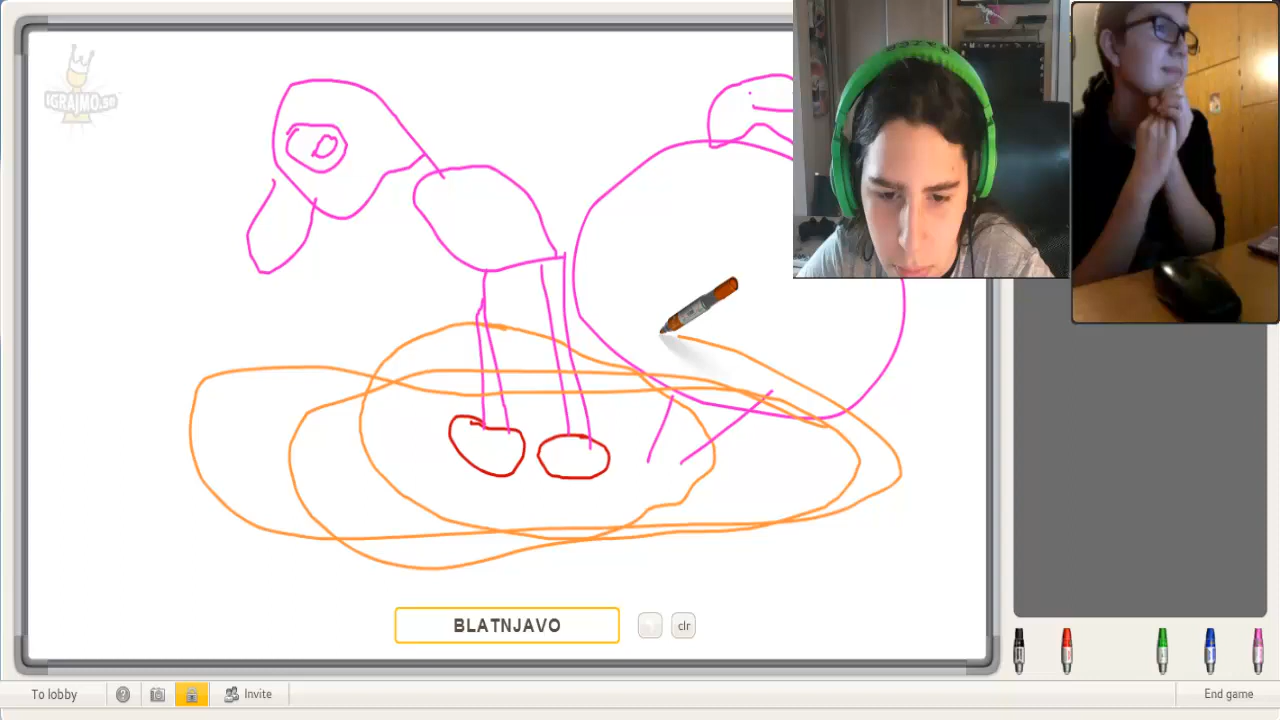 IGRAJMO.SE
BLATNJAVO
clr
To lobby
?
Invite
End game